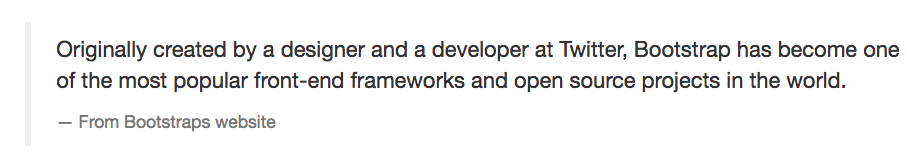 Originally created by a designer and a developer at Twitter, Bootstrap has become one
of the most popular front-end frameworks and open source projects in the world.
— From Bootstraps website